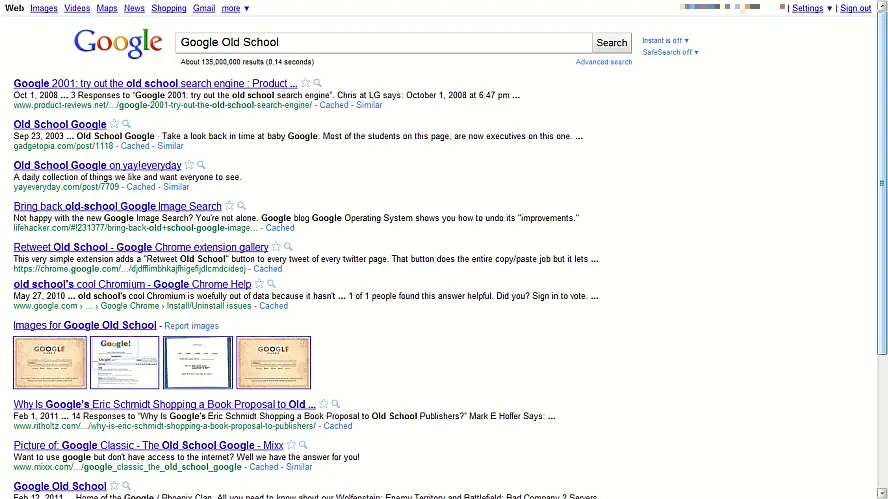 Web Images Videos Maps News Shopping Gmail more ▼ | Settings ▼ | Sign out
Google
Google Old School
Search
Instant is off ▼
SafeSearch off ▼
About 135,000,000 results (0.14 seconds)
Advanced search
Google 2001: try out the old school search engine : Product ...
Oct 1, 2008 ... 3 Responses to "Google 2001: try out the old school search engine". Chris at LG says: October 1, 2008 at 6:47 pm ...
www.product-reviews.net/.../google-2001-try-out-the-old-school-search-engine/ - Cached - Similar
Old School Google
Sep 23, 2003 ... Old School Google · Take a look back in time at baby Google. Most of the students on this page, are now executives on this one. ...
gadgetopia.com/post/1118 - Cached - Similar
Old School Google on yay!everyday
A daily collection of things we like and want everyone to see.
yayeveryday.com/post/7709 - Cached - Similar
Bring back old-school Google Image Search
Not happy with the new Google Image Search? You're not alone. Google blog Google Operating System shows you how to undo its "improvements."
lifehacker.com/#!231377/bring-back-old+school-google-image... - Cached
Retweet Old School - Google Chrome extension gallery
This very simple extension adds a "Retweet Old School" button to every tweet of every twitter page. That button does the entire copy/paste job but it lets ...
https://chrome.google.com/.../djdfflimbhkajfhigefijdlcmdcideoj - Cached
old school's cool Chromium - Google Chrome Help
May 27, 2010 ... old school's cool Chromium is woefully out of data because it hasn't ... 1 of 1 people found this answer helpful. Did you? Sign in to vote. ...
www.google.com › ... › Google Chrome › Install/Uninstall issues - Cached
Images for Google Old School - Report images
GOOGLE
Google!
GOOGLE
Why Is Google's Eric Schmidt Shopping a Book Proposal to Old ...
Feb 1, 2011 ... 14 Responses to "Why Is Google's Eric Schmidt Shopping a Book Proposal to Old School Publishers?" Mark E Hoffer Says: ...
www.ritholtz.com/.../why-is-eric-schmidt-shopping-a-book-proposal-to-publishers/ - Cached
Picture of: Google Classic - The Old School Google - Mixx
Want to use google but don't have access to the internet? Well we have the answer for you!
www.mixx.com/.../google_classic_the_old_school_google - Cached - Similar
Google Old School
Feb 12, 2011 ... Home of the Google / Phoenix Clan. All you need to know about our Wolfenstein: Enemy Territory and Battlefield: Bad Company 2 Servers